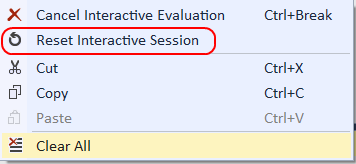 Cancel Interactive Evaluation Ctrl+Break
Reset Interactive Session
Cut Ctrl+X
Copy Ctrl+C
Paste Ctrl+V
Clear All